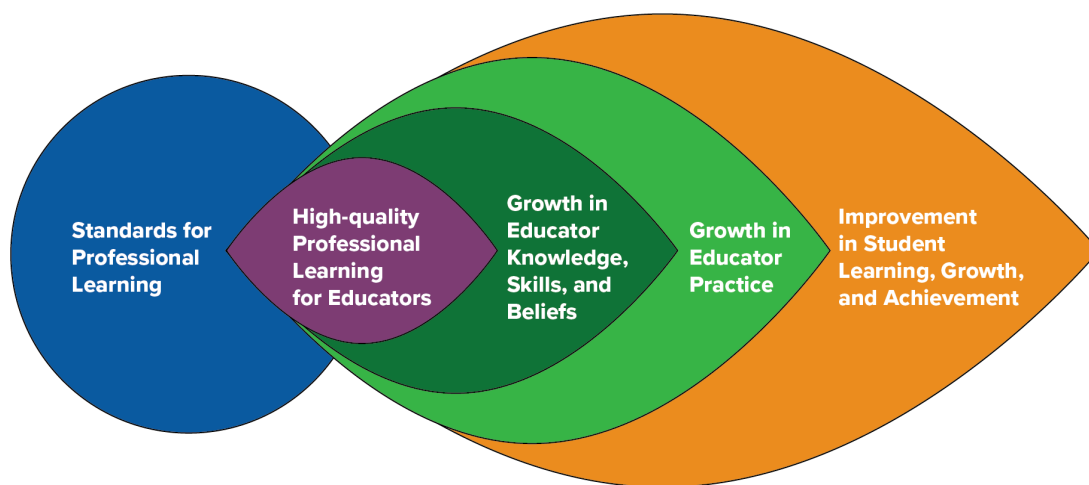 Standards for
Professional
Learning
High-quality
Professional
Learning
for Educators
Growth in
Educator
Knowledge,
Skills, and
Beliefs
Growth in
Educator
Practice
Improvement
in Student
Learning, Growth,
and Achievement